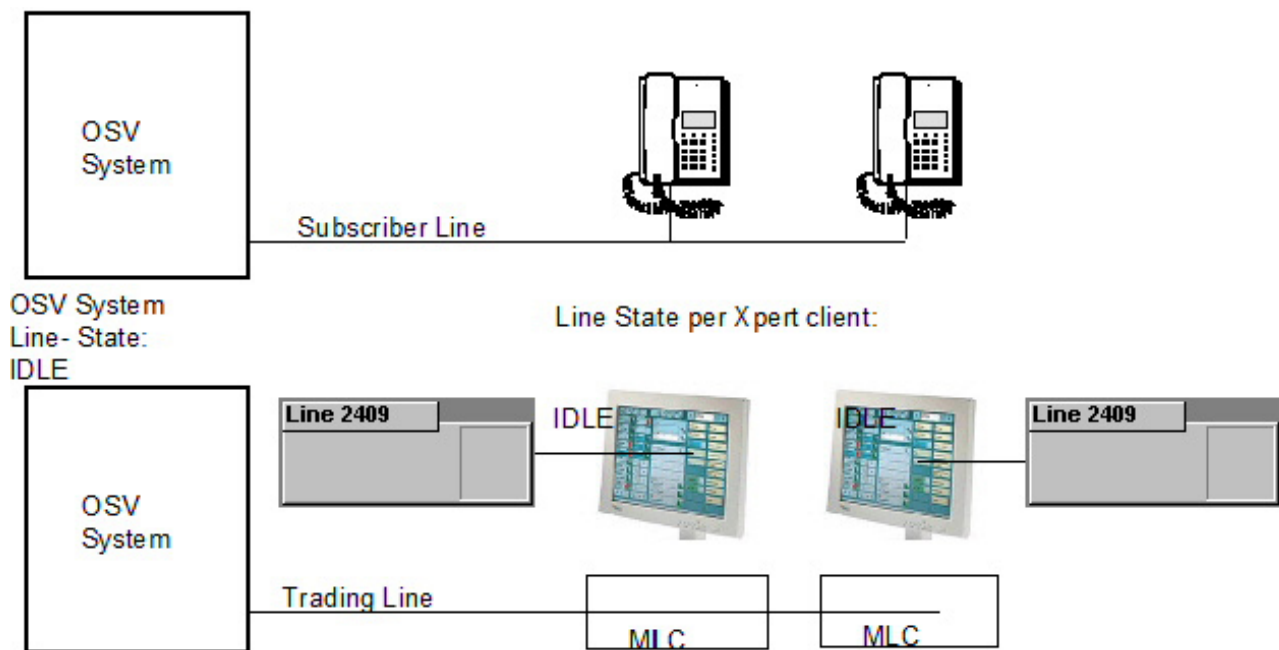 OSV
System
Subscriber Line
OSV System
Line- State:
IDLE
Line State per Xpert client:
Line 2409
IDLE
IDLE
Line 2409
OSV
System
Trading Line
MLC
MLC